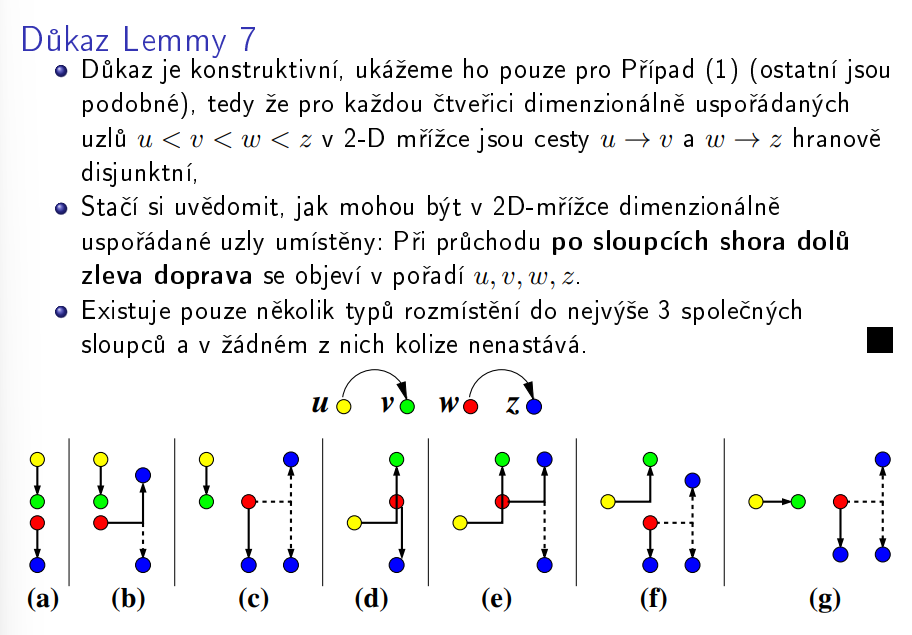 Důkaz Lemmy 7
Důkaz je konstruktivní, ukážeme ho pouze pro Případ (1) (ostatní jsou
podobné), tedy že pro každou čtveřici dimenzionálně uspořádaných
uzlů u < v < w < z v 2-D mřížce jsou cesty u → v a w → z hranově
disjunktní,
Stačí si uvědomit, jak mohou být v 2D-mřížce dimenzionálně
uspořádané uzly umístěny: Při průchodu po sloupcích shora dolů
zleva doprava se objeví v pořadí u, v, w, z.
Existuje pouze několik typů rozmístění do nejvýše 3 společných
sloupců a v žádném z nich kolize nenastává.
u v w z
(a) (b) (c) (d) (e) (f) (g)